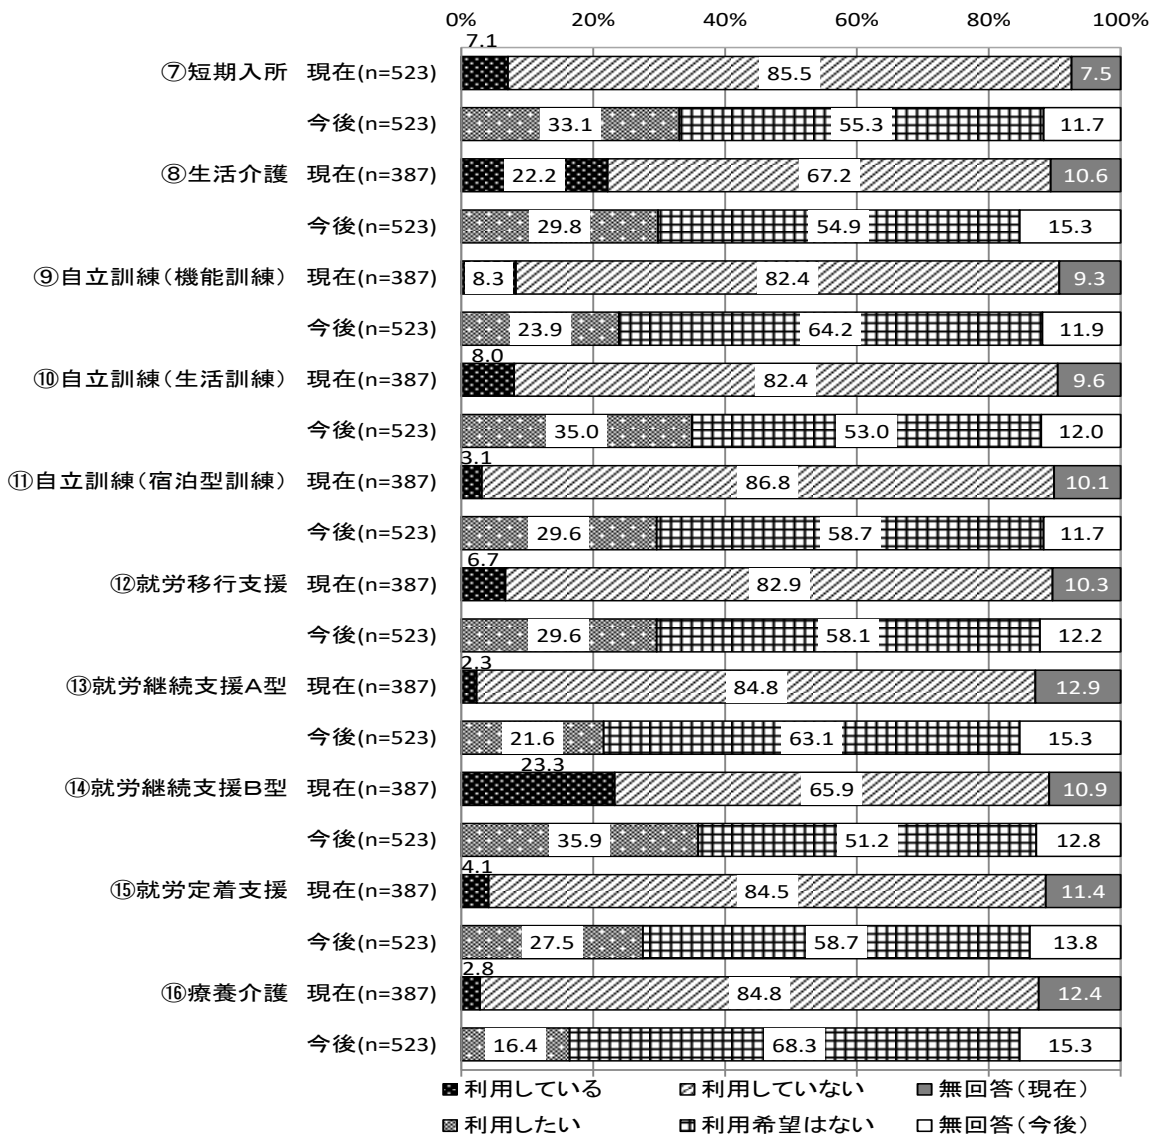 0% 20% 40% 60% 80% 100%
7.1
⑦短期入所 現在(n=523) 85.5 7.5
今後(n=523) 33.1 55.3 11.7
⑧生活介護 現在(n=387) 22.2 67.2 10.6
今後(n=523) 29.8 54.9 15.3
⑨自立訓練(機能訓練) 現在(n=387) 8.3 82.4 9.3
今後(n=523) 23.9 64.2 11.9
8.0
⑩自立訓練(生活訓練) 現在(n=387) 82.4 9.6
今後(n=523) 35.0 53.0 12.0
3.1
⑪自立訓練(宿泊型訓練) 現在(n=387) 86.8 10.1
今後(n=523) 29.6 58.7 11.7
6.7
⑫就労移行支援 現在(n=387) 82.9 10.3
今後(n=523) 29.6 58.1 12.2
2.3
⑬就労継続支援A型 現在(n=387) 84.8 12.9
今後(n=523) 21.6 63.1 15.3
23.3
⑭就労継続支援B型 現在(n=387) 65.9 10.9
今後(n=523) 35.9 51.2 12.8
4.1
⑮就労定着支援 現在(n=387) 84.5 11.4
今後(n=523) 27.5 58.7 13.8
2.8
⑯療養介護 現在(n=387) 84.8 12.4
今後(n=523) 16.4 68.3 15.3
利用している 利用していない 無回答(現在)
利用したい 利用希望はない 無回答(今後)